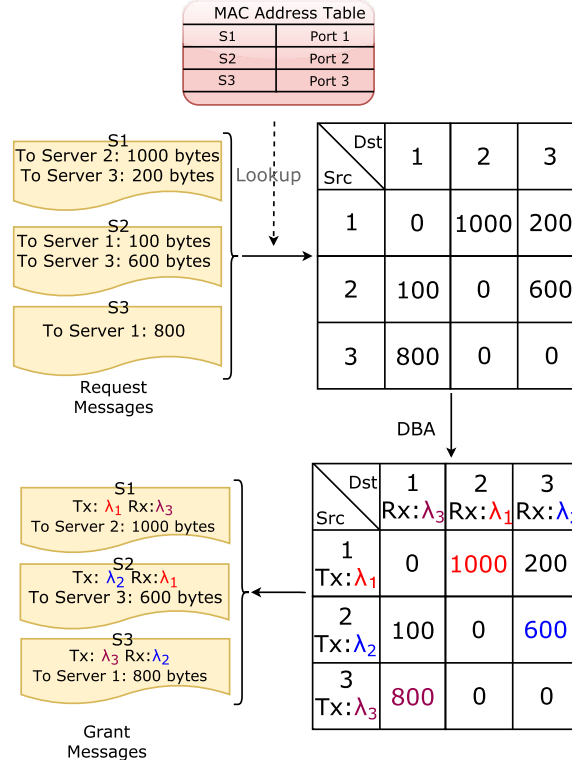 MAC Address Table
S1 Port 1
S2 Port 2
S3 Port 3
Lookup
S1
To Server 2: 1000 bytes
To Server 3: 200 bytes
S2
To Server 1: 100 bytes
To Server 3: 600 bytes
S3
To Server 1: 800
Request
Messages
Dst
Src
1 2 3
1 0 1000 200
2 100 0 600
3 800 0 0
DBA
S1
Tx: λ1 Rx:λ3
To Server 2: 1000 bytes
S2
Tx: λ2 Rx:λ1
To Server 3: 600 bytes
S3
Tx: λ3 Rx:λ2
To Server 1: 800 bytes
Grant
Messages
Dst
Src
1 2 3
Rx:λ3 Rx:λ1 Rx:λ
1
Tx:λ1
0 1000 200
2
Tx:λ2
100 0 600
3
Tx:λ3
800 0 0